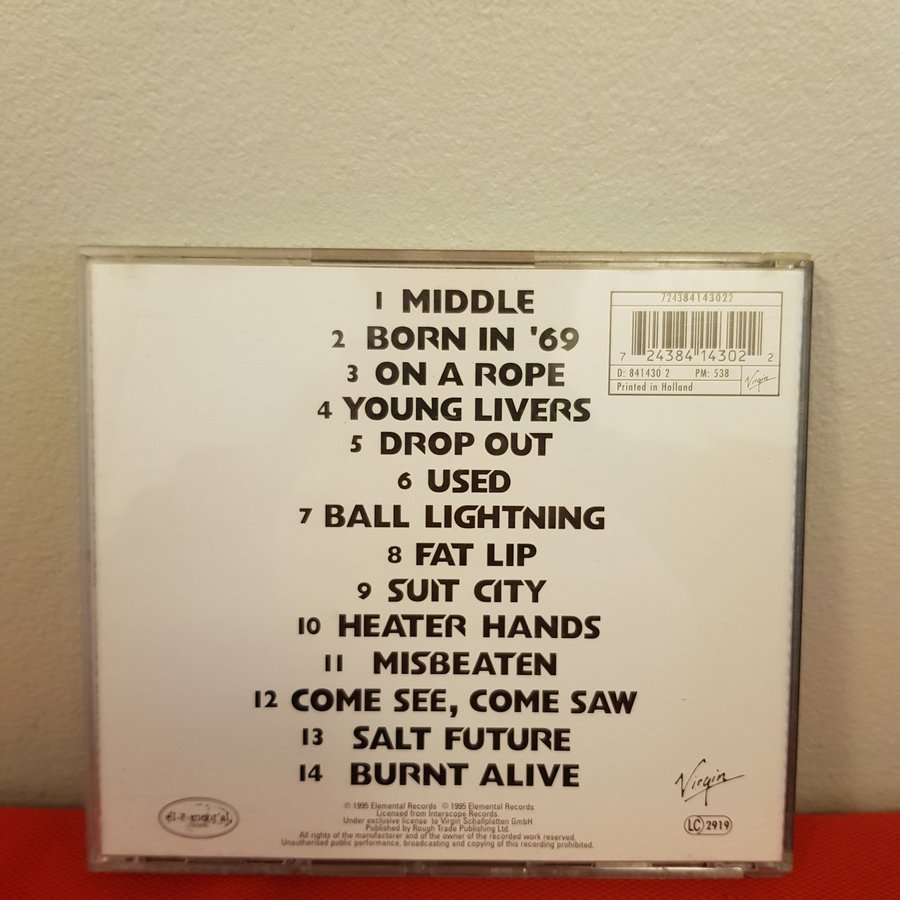 1 MIDDLE
2 BORN IN '69
3 ON A ROPE
4 YOUNG LIVERS
5 DROP OUT
6 USED
7 BALL LIGHTNING
8 FAT LIP
9 SUIT CITY
10 HEATER HANDS
11 MISBEATEN
12 COME SEE, COME SAW
13 SALT FUTURE
14 BURNT ALIVE
724384143022
7 24384 14302 2
D: 841430 2 PM: 538
Printed in Holland
Virgin
Virgin
el-e-mental
℗ 1995 Elemental Records © 1995 Elemental Records
Licensed from Interscope Records.
Under exclusive license to Virgin Schallplatten GmbH
Published by Rough Trade Publishing Ltd.
All rights of the manufacturer and of the owner of the recorded work reserved.
Unauthorised public performance, broadcasting and copying of this recording prohibited.
LC 2919